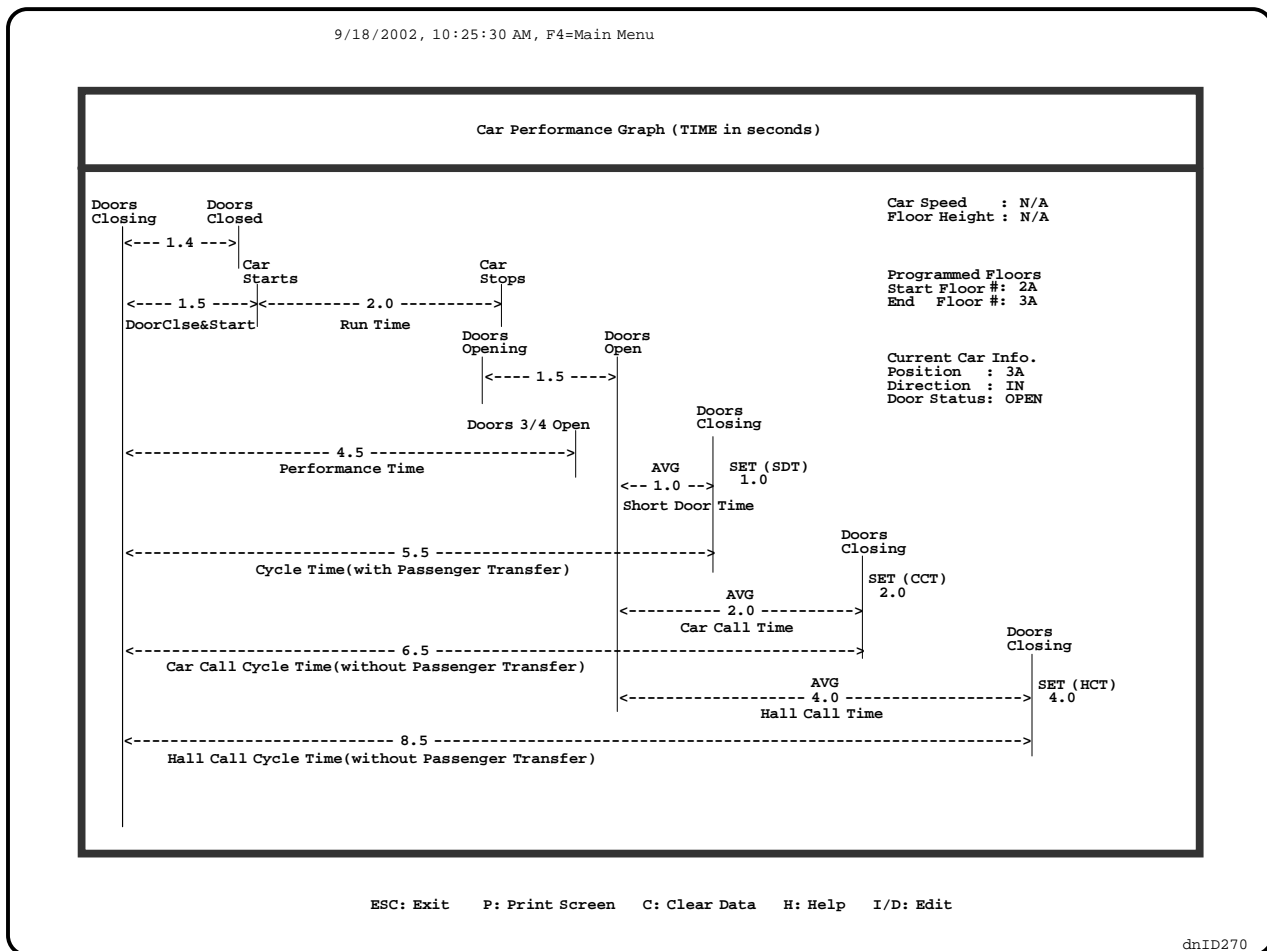 9/18/2002, 10:25:30 AM, F4=Main Menu
Car Performance Graph (TIME in seconds)
Doors Closing
Doors Closed
<--- 1.4 --->
Car Speed : N/A
Floor Height : N/A
Car Starts
Car Stops
<---- 1.5 ----><---------- 2.0 ---------->
DoorClse&Start
Run Time
Programmed Floors
Start Floor #: 2A
End Floor #: 3A
Doors Opening
Doors Open
<---- 1.5 ---->
Current Car Info.
Position : 3A
Direction : IN
Door Status: OPEN
Doors 3/4 Open
<--------------------- 4.5 --------------------->
Performance Time
Doors Closing
AVG
<-- 1.0 -->
Short Door Time
SET (SDT)
1.0
<---------------------------- 5.5 ---------------------------->
Cycle Time(with Passenger Transfer)
Doors Closing
SET (CCT)
2.0
AVG
<---------- 2.0 ---------->
Car Call Time
<---------------------------- 6.5 ---------------------------->
Car Call Cycle Time(without Passenger Transfer)
Doors Closing
SET (HCT)
4.0
AVG
<------------------- 4.0 ------------------->
Hall Call Time
<----------------------------- 8.5 ----------------------------->
Hall Call Cycle Time(without Passenger Transfer)
ESC: Exit P: Print Screen C: Clear Data H: Help I/D: Edit
dnID270